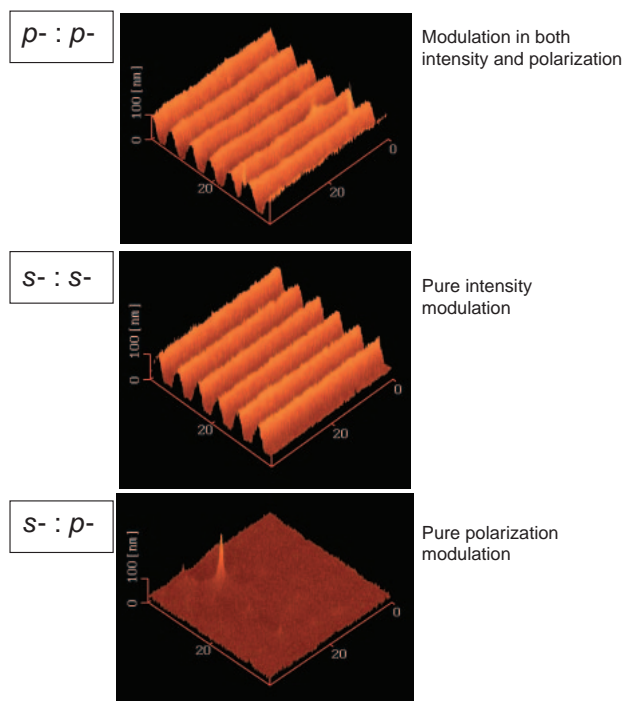 p- : p-
Modulation in both
intensity and polarization
100 [nm]
0
20
20
0
s- : s-
Pure intensity
modulation
100 [nm]
0
20
20
0
s- : p-
Pure polarization
modulation
100 [nm]
0
20
20
0